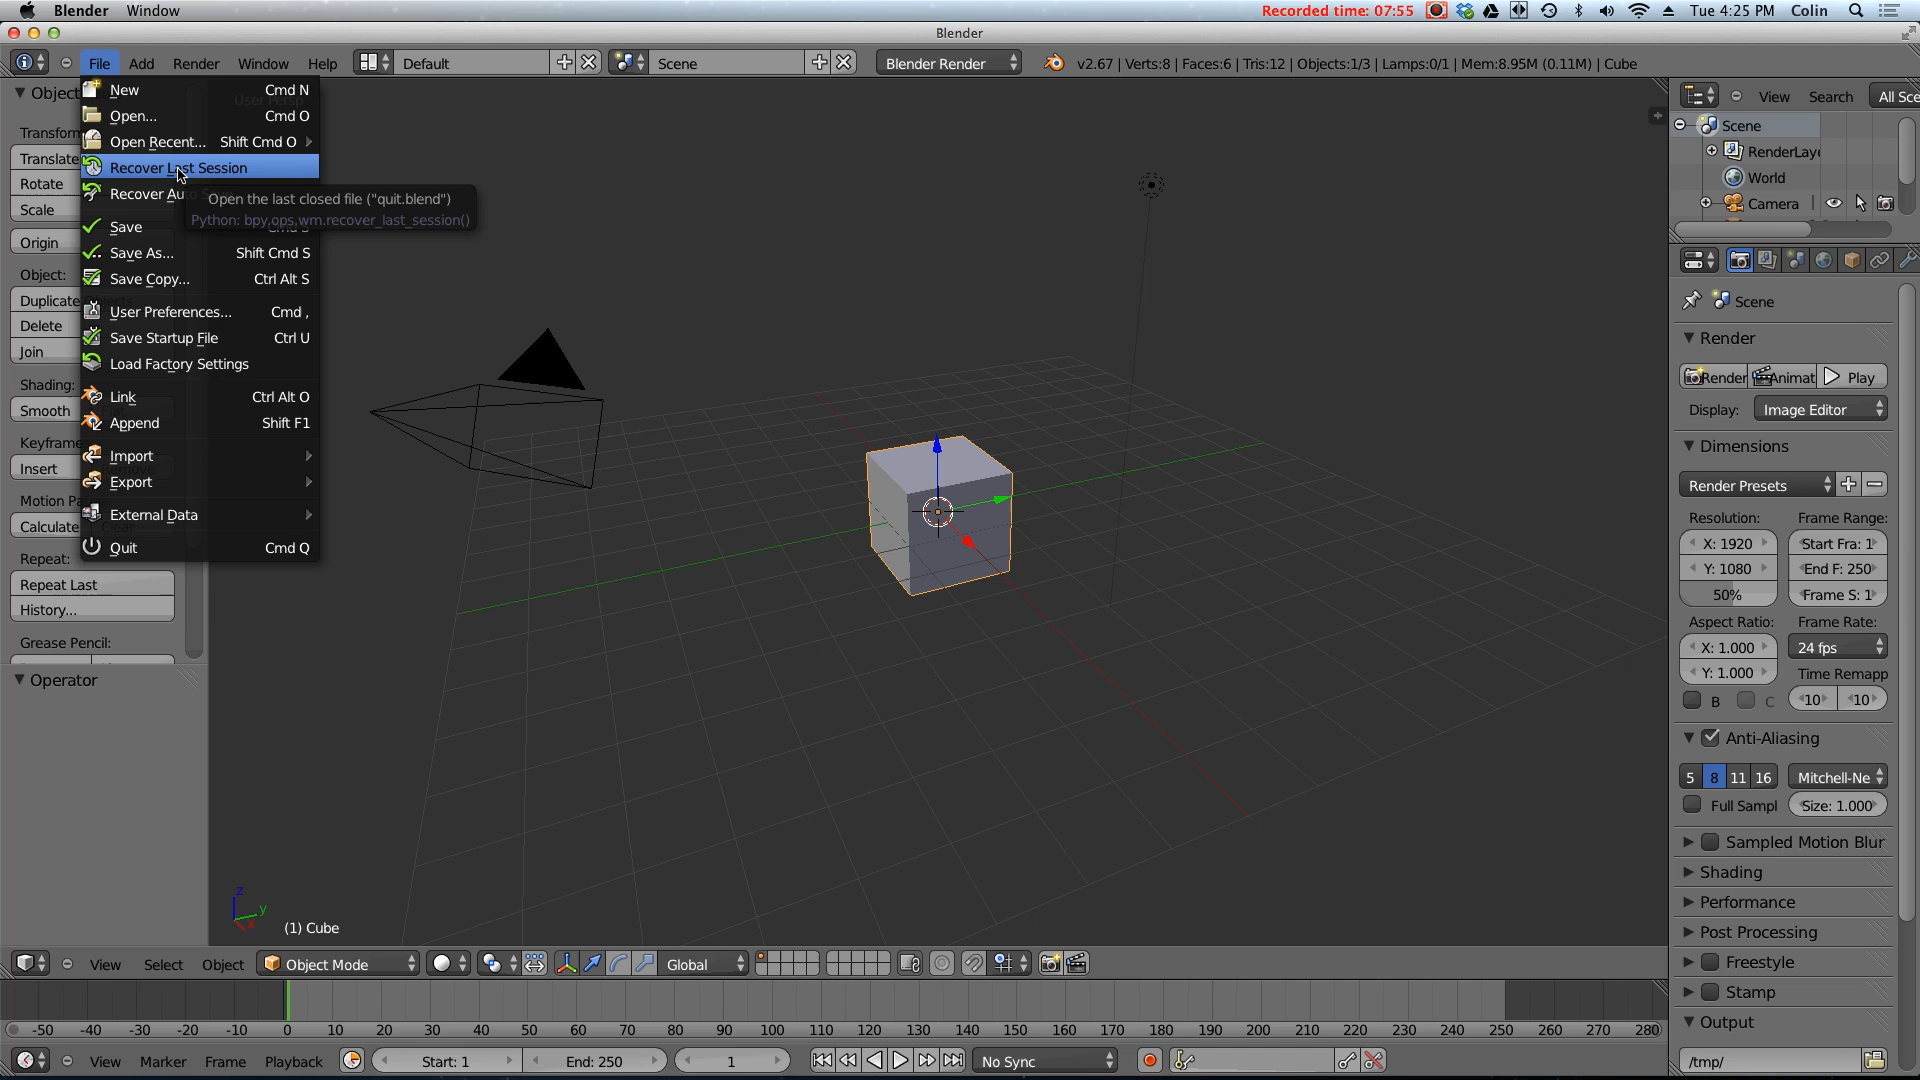 Blender Window Recorded time: 07:55 Tue 4:25 PM Colin
Blender
File Add Render Window Help Default Scene Blender Render v2.67 | Verts:8 | Faces:6 | Tris:12 | Objects:1/3 | Lamps:0/1 | Mem:8.95M (0.11M) | Cube
New Cmd N
Open... Cmd O
Open Recent... Shift Cmd O
Recover Last Session
Recover Au
Open the last closed file ("quit.blend")
Python: bpy.ops.wm.recover_last_session()
Save
Save As... Shift Cmd S
Save Copy... Ctrl Alt S
User Preferences... Cmd ,
Save Startup File Ctrl U
Load Factory Settings
Link Ctrl Alt O
Append Shift F1
Import
Export
External Data
Quit Cmd Q
Object
Transform
Translate
Rotate
Scale
Origin
Object:
Duplicate
Delete
Join
Shading:
Smooth
Keyframe
Insert
Motion Pa
Calculate
Repeat:
Repeat Last
History...
Grease Pencil:
Operator
User Persp
z
y
x
(1) Cube
View Search All Sce
Scene
RenderLaye
World
Camera
Scene
Render
Render Animat Play
Display: Image Editor
Dimensions
Render Presets
Resolution: Frame Range:
X: 1920 Start Fra: 1
Y: 1080 End F: 250
50% Frame S: 1
Aspect Ratio: Frame Rate:
X: 1.000 24 fps
Y: 1.000 Time Remapp
B C 10 10
Anti-Aliasing
5 8 11 16 Mitchell-Ne
Full Sampl Size: 1.000
Sampled Motion Blur
Shading
Performance
Post Processing
Freestyle
Stamp
Output
/tmp/
View Select Object Object Mode Global
-50 -40 -30 -20 -10 0 10 20 30 40 50 60 70 80 90 100 110 120 130 140 150 160 170 180 190 200 210 220 230 240 250 260 270 280
View Marker Frame Playback Start: 1 End: 250 1 No Sync